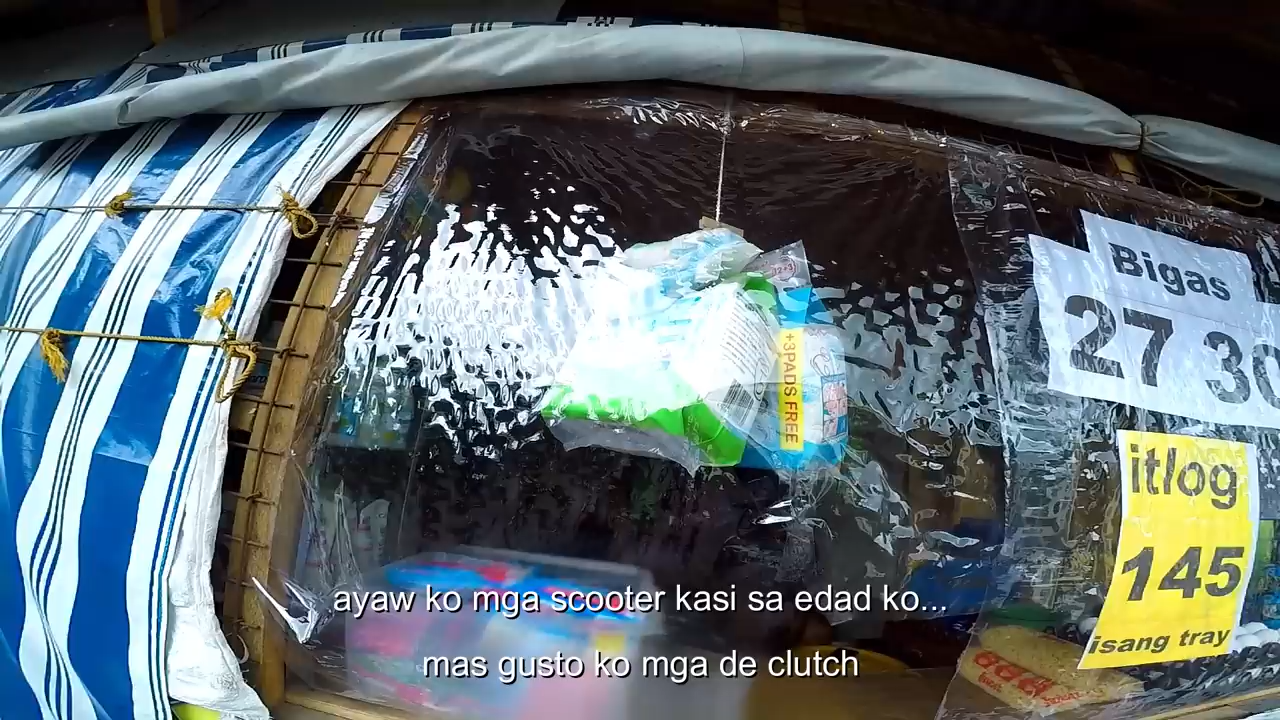 Bigas
27 30
+3PADS FREE
itlog
145
isang tray
ayaw ko mga scooter kasi sa edad ko...
mas gusto ko mga de clutch